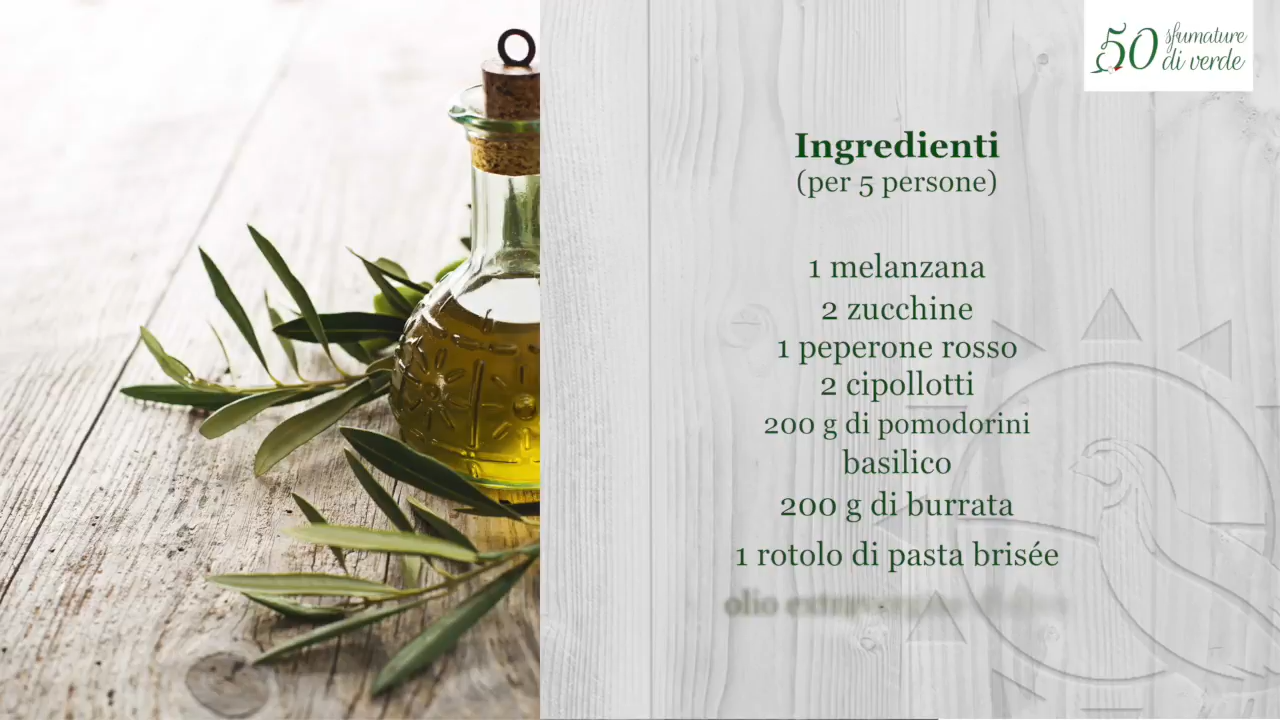 50 sfumature
di verde
Ingredienti
(per 5 persone)
1 melanzana
2 zucchine
1 peperone rosso
2 cipollotti
200 g di pomodorini
basilico
200 g di burrata
1 rotolo di pasta brisée
olio